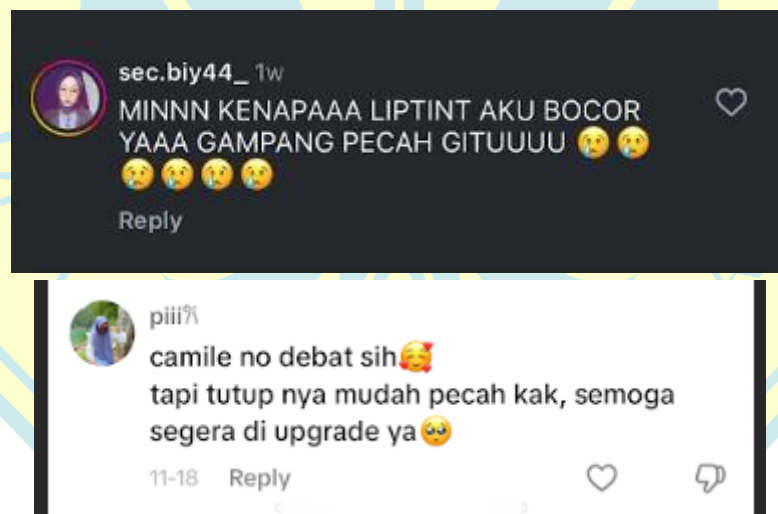 sec.biy44_ 1w
MINNN KENAPAAA LIPTINT AKU BOCOR
YAAA GAMPANG PECAH GITUUUU 😢😢
😢😢😢😢
Reply
piii
camile no debat sih🥰
tapi tutup nya mudah pecah kak, semoga
segera di upgrade ya🥺
11-18 Reply